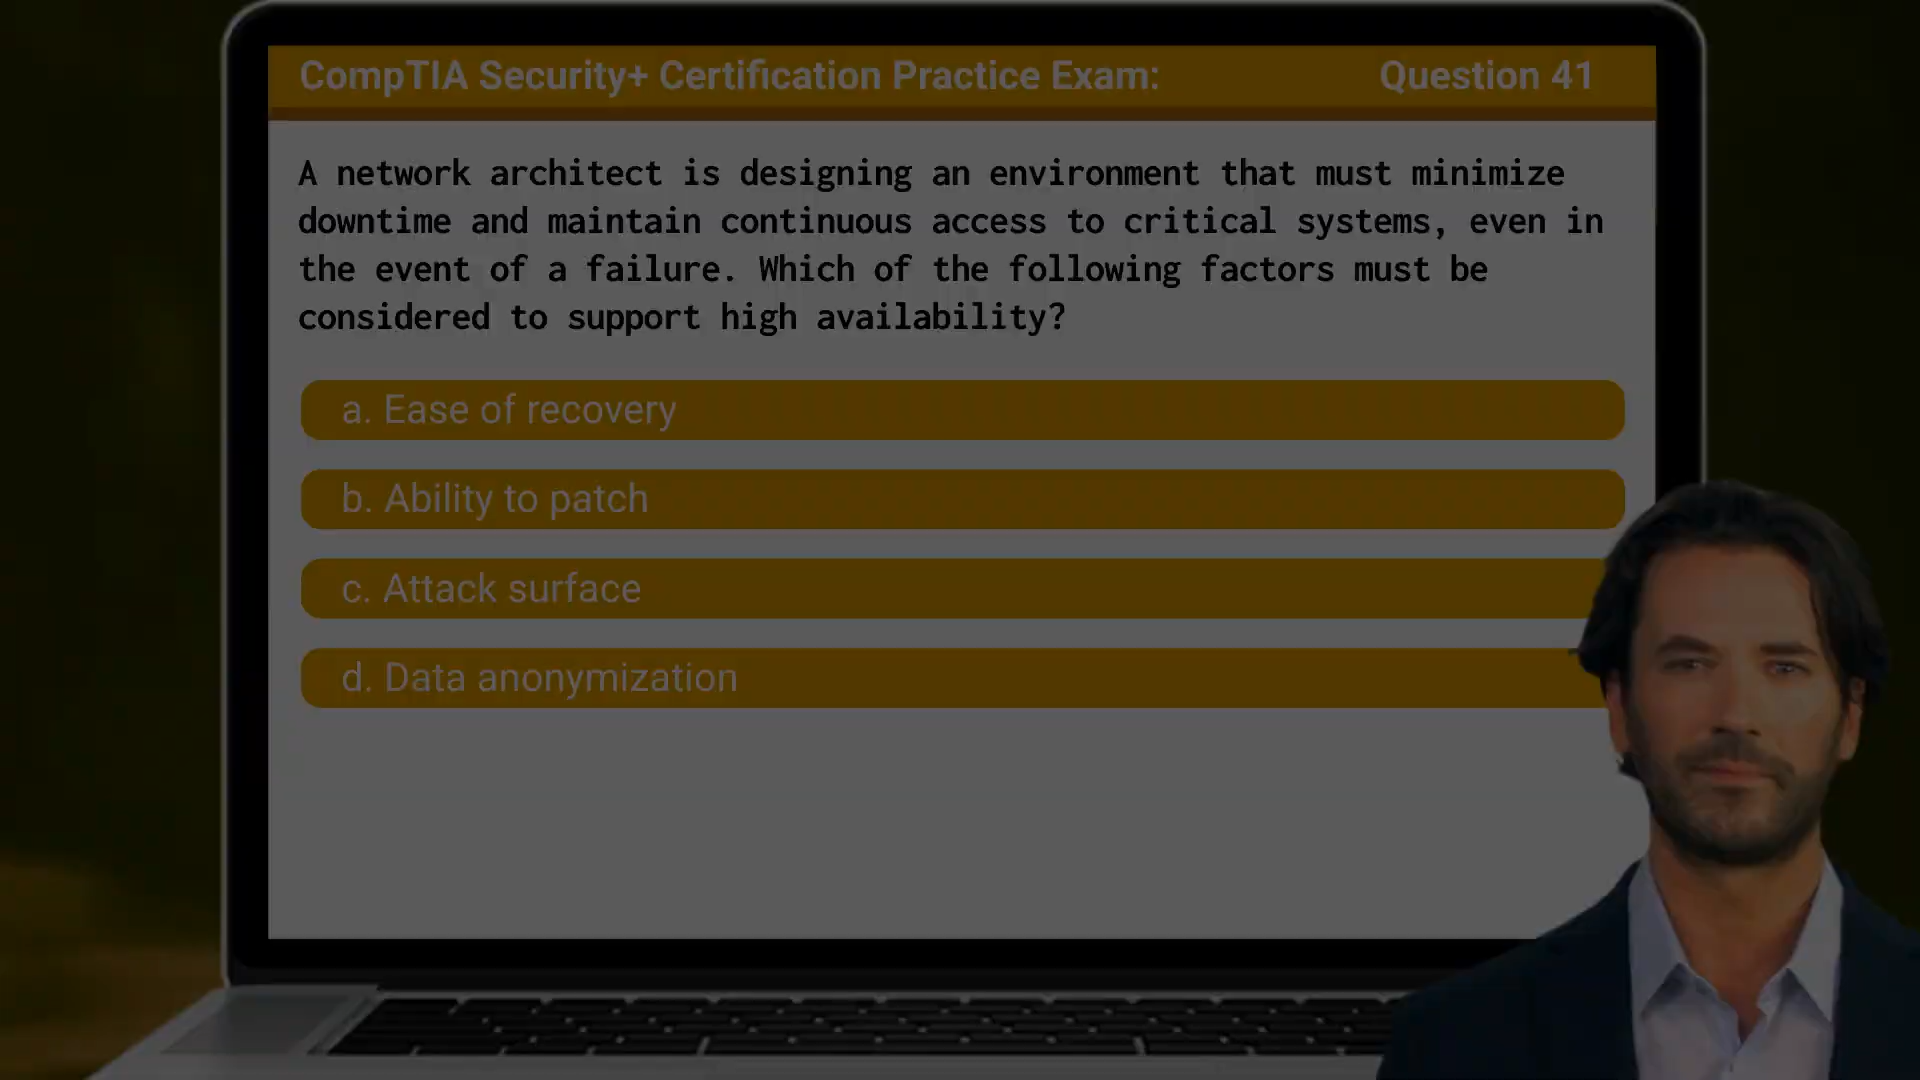 CompTIA Security+ Certification Practice Exam: Question 41
A network architect is designing an environment that must minimize
downtime and maintain continuous access to critical systems, even in
the event of a failure. Which of the following factors must be
considered to support high availability?
a. Ease of recovery
b. Ability to patch
c. Attack surface
d. Data anonymization